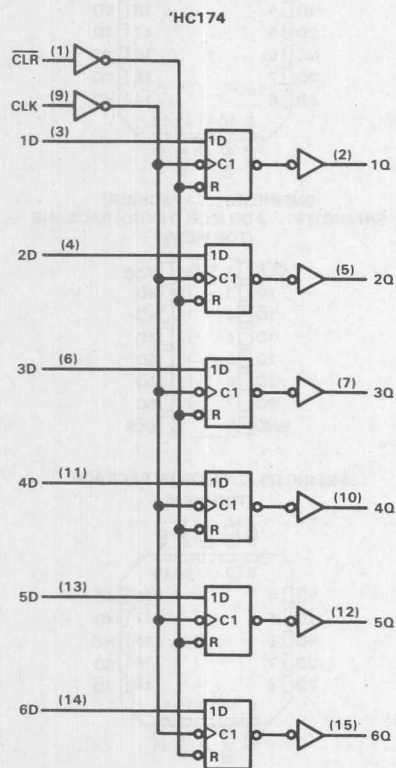 'HC174
CLR (1)
CLK (9)
1D (3) 1D
C1 (2) 1Q
R
2D (4) 1D
C1 (5) 2Q
R
3D (6) 1D
C1 (7) 3Q
R
4D (11) 1D
C1 (10) 4Q
R
5D (13) 1D
C1 (12) 5Q
R
6D (14) 1D
C1 (15) 6Q
R